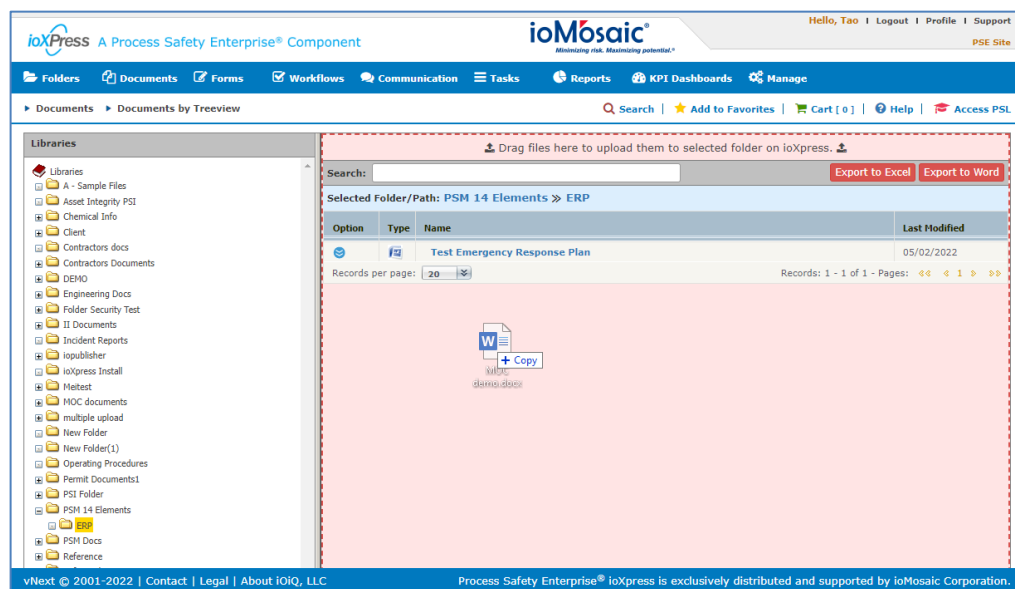 Hello, Tao | Logout | Profile | Support
ioXPress A Process Safety Enterprise® Component
ioMosaic®
Minimizing risk. Maximizing potential.®
PSE Site
Folders Documents Forms Workflows Communication Tasks Reports KPI Dashboards Manage
Documents Documents by Treeview
Search | Add to Favorites | Cart [ 0 ] | Help | Access PSL
Libraries
Libraries
A - Sample Files
Asset Integrity PSI
Chemical Info
Client
Contractors docs
Contractors Documents
DEMO
Engineering Docs
Folder Security Test
II Documents
Incident Reports
iopublisher
ioXpress Install
Meitest
MOC documents
multiple upload
New Folder
New Folder(1)
Operating Procedures
Permit Documents1
PSI Folder
PSM 14 Elements
ERP
PSM Docs
Reference
Drag files here to upload them to selected folder on ioXpress.
Search:
Export to Excel Export to Word
Selected Folder/Path: PSM 14 Elements » ERP
Option Type Name Last Modified
Test Emergency Response Plan 05/02/2022
Records per page: 20 Records: 1 - 1 of 1 - Pages: 1
W
+ Copy
MOC
demo.docx
vNext © 2001-2022 | Contact | Legal | About iOiQ, LLC
Process Safety Enterprise® ioXpress is exclusively distributed and supported by ioMosaic Corporation.